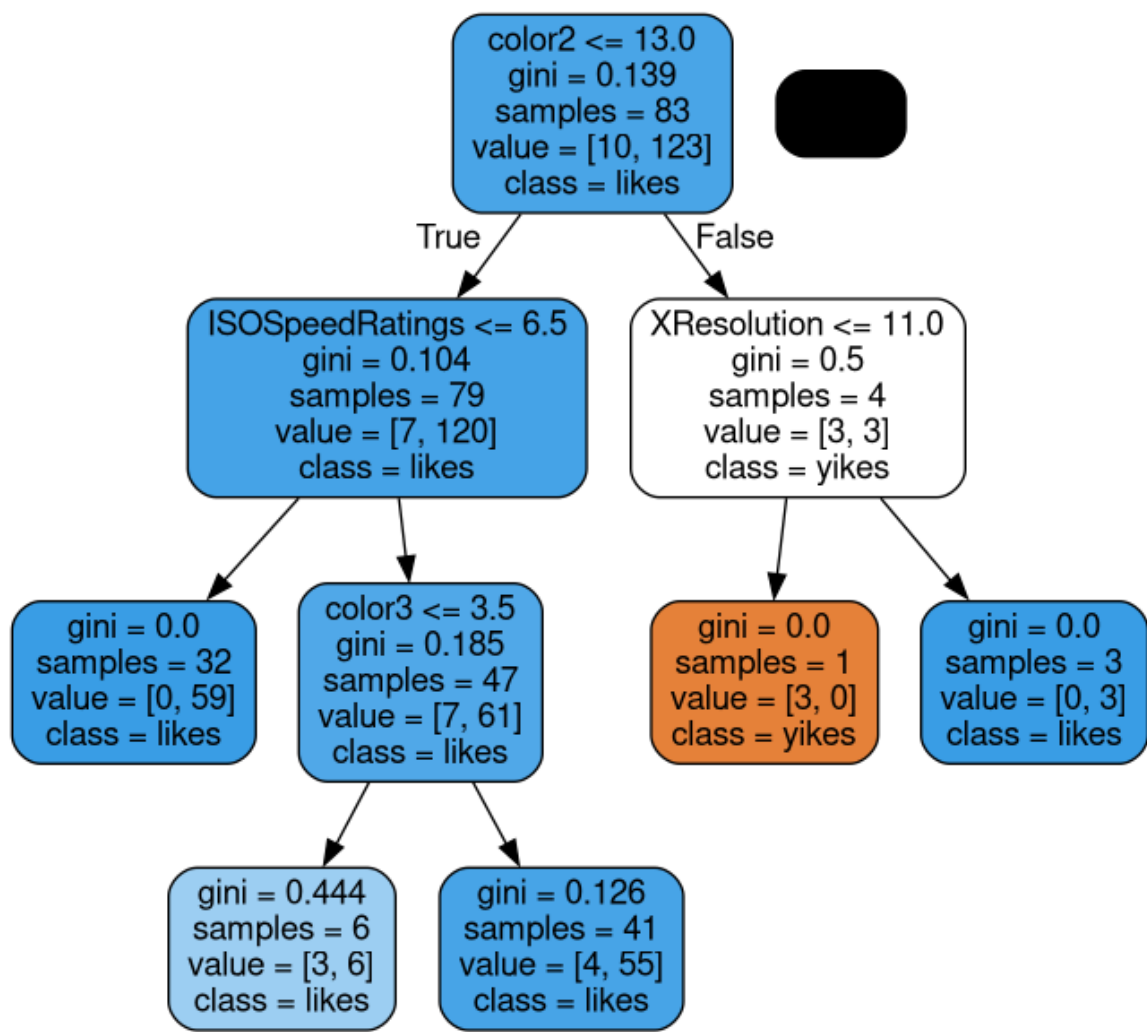 color2 <= 13.0
gini = 0.139
samples = 83
value = [10, 123]
class = likes
True
False
ISOSpeedRatings <= 6.5
gini = 0.104
samples = 79
value = [7, 120]
class = likes
XResolution <= 11.0
gini = 0.5
samples = 4
value = [3, 3]
class = yikes
gini = 0.0
samples = 32
value = [0, 59]
class = likes
color3 <= 3.5
gini = 0.185
samples = 47
value = [7, 61]
class = likes
gini = 0.0
samples = 1
value = [3, 0]
class = yikes
gini = 0.0
samples = 3
value = [0, 3]
class = likes
gini = 0.444
samples = 6
value = [3, 6]
class = likes
gini = 0.126
samples = 41
value = [4, 55]
class = likes